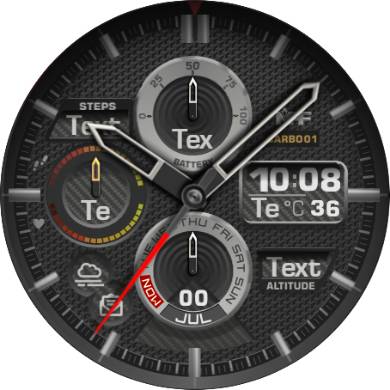 50
25 75
100
Tex
BATTERY
STEPS
Text
ARB001
Te
10:08
Te °C 36
THU FRI SAT SUN
MON
Text
ALTITUDE
00
JUL